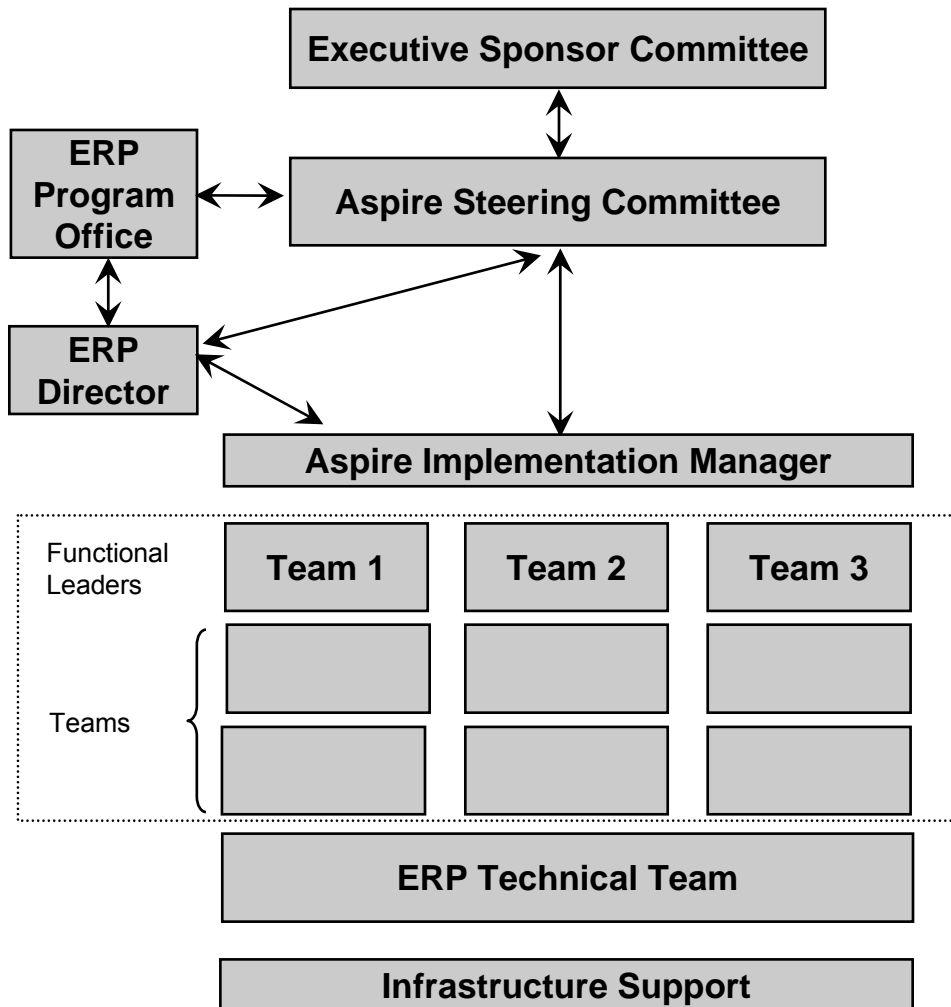 Executive Sponsor Committee
ERP
Program
Office
Aspire Steering Committee
ERP
Director
Aspire Implementation Manager
Functional
Leaders
Team 1
Team 2
Team 3
Teams
ERP Technical Team
Infrastructure Support